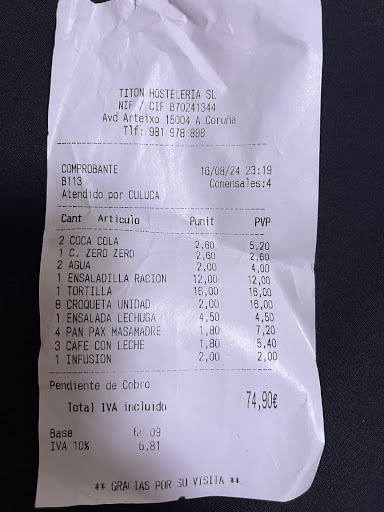 TITON HOSTELERIA SL
NIF / CIF B70241344
Avd Arteixo 15004 A Coruña
Tlf: 981 978 898
COMPROBANTE 16/08/24 23:19
B113 Comensales:4
Atendido por CULUCA
Cant Articulo Punit PVP
2 COCA COLA 2,60 5,20
1 C. ZERO ZERO 2,60 2,60
2 AGUA 2,00 4,00
1 ENSALADILLA RACION 12,00 12,00
1 TORTILLA 16,00 16,00
8 CROQUETA UNIDAD 2,00 16,00
1 ENSALADA LECHUGA 4,50 4,50
4 PAN PAX MASAMADRE 1,80 7,20
3 CAFE CON LECHE 1,80 5,40
1 INFUSION 2,00 2,00
Pendiente de Cobro
Total IVA incluido 74,90€
Base 68,09
IVA 10% 6,81
** GRACIAS POR SU VISITA **